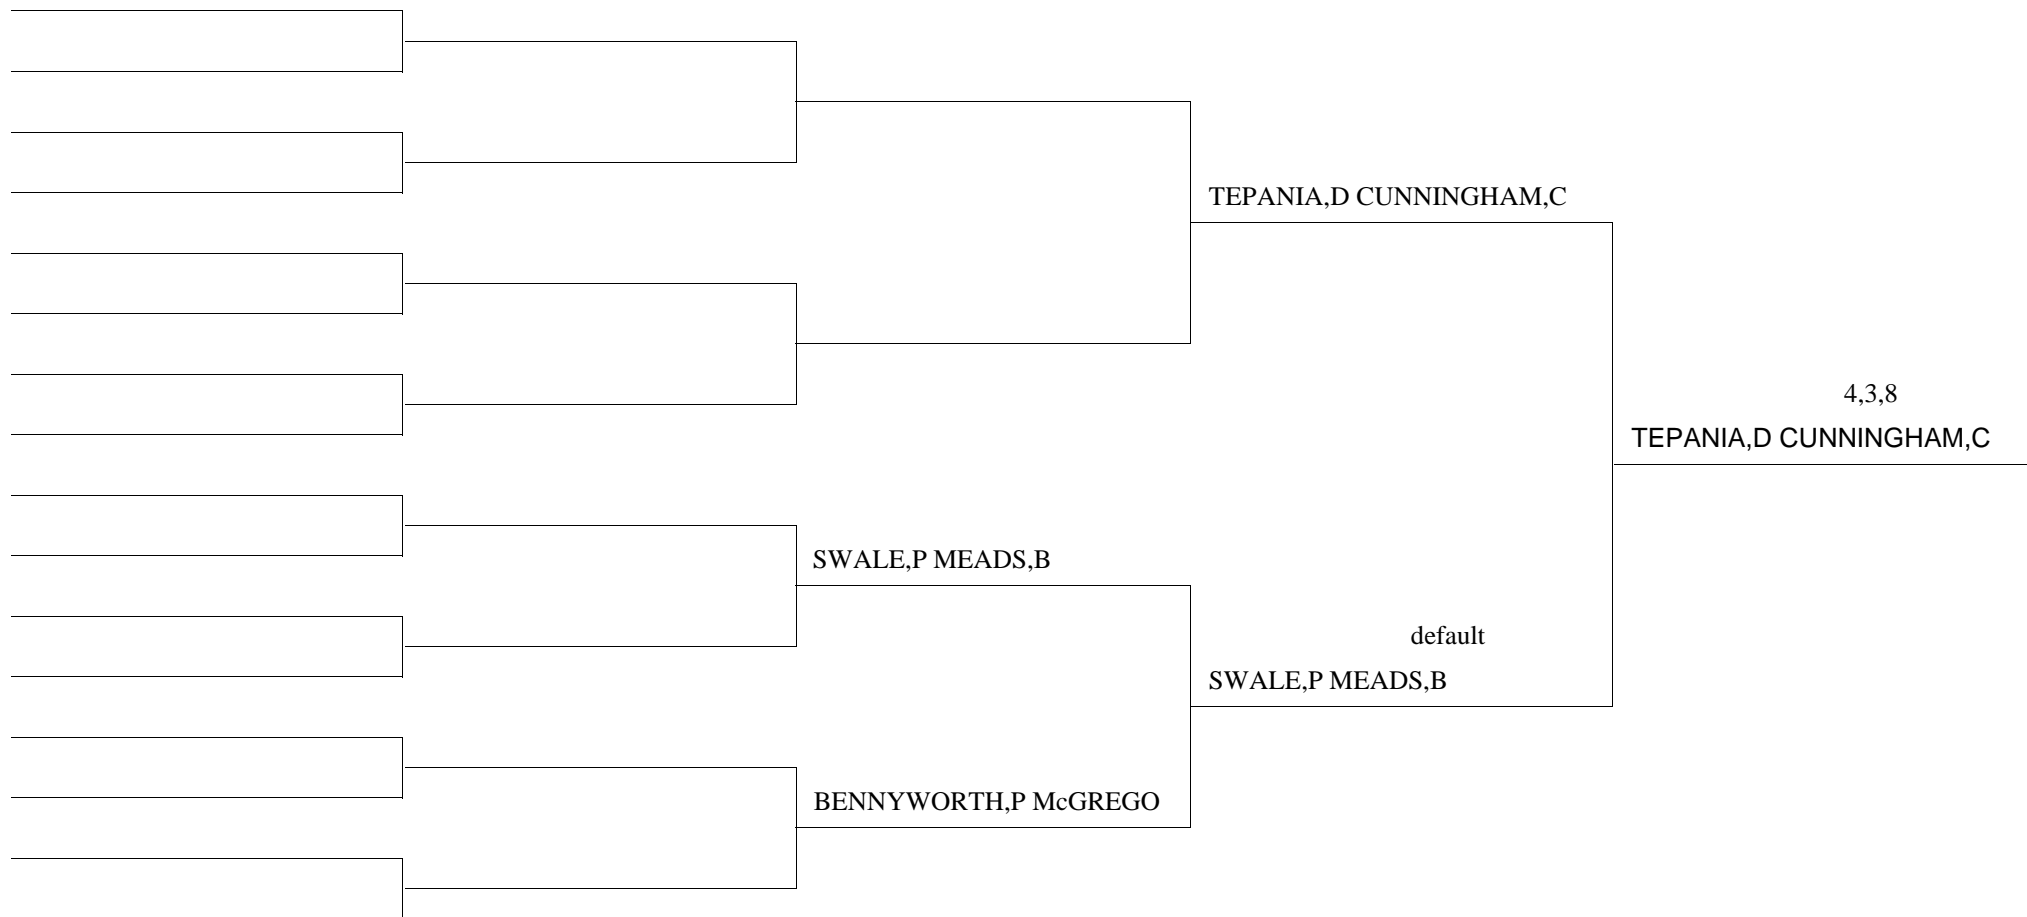 TEPANIA,D CUNNINGHAM,C
4,3,8
TEPANIA,D CUNNINGHAM,C
SWALE,P MEADS,B
default
SWALE,P MEADS,B
BENNYWORTH,P McGREGO